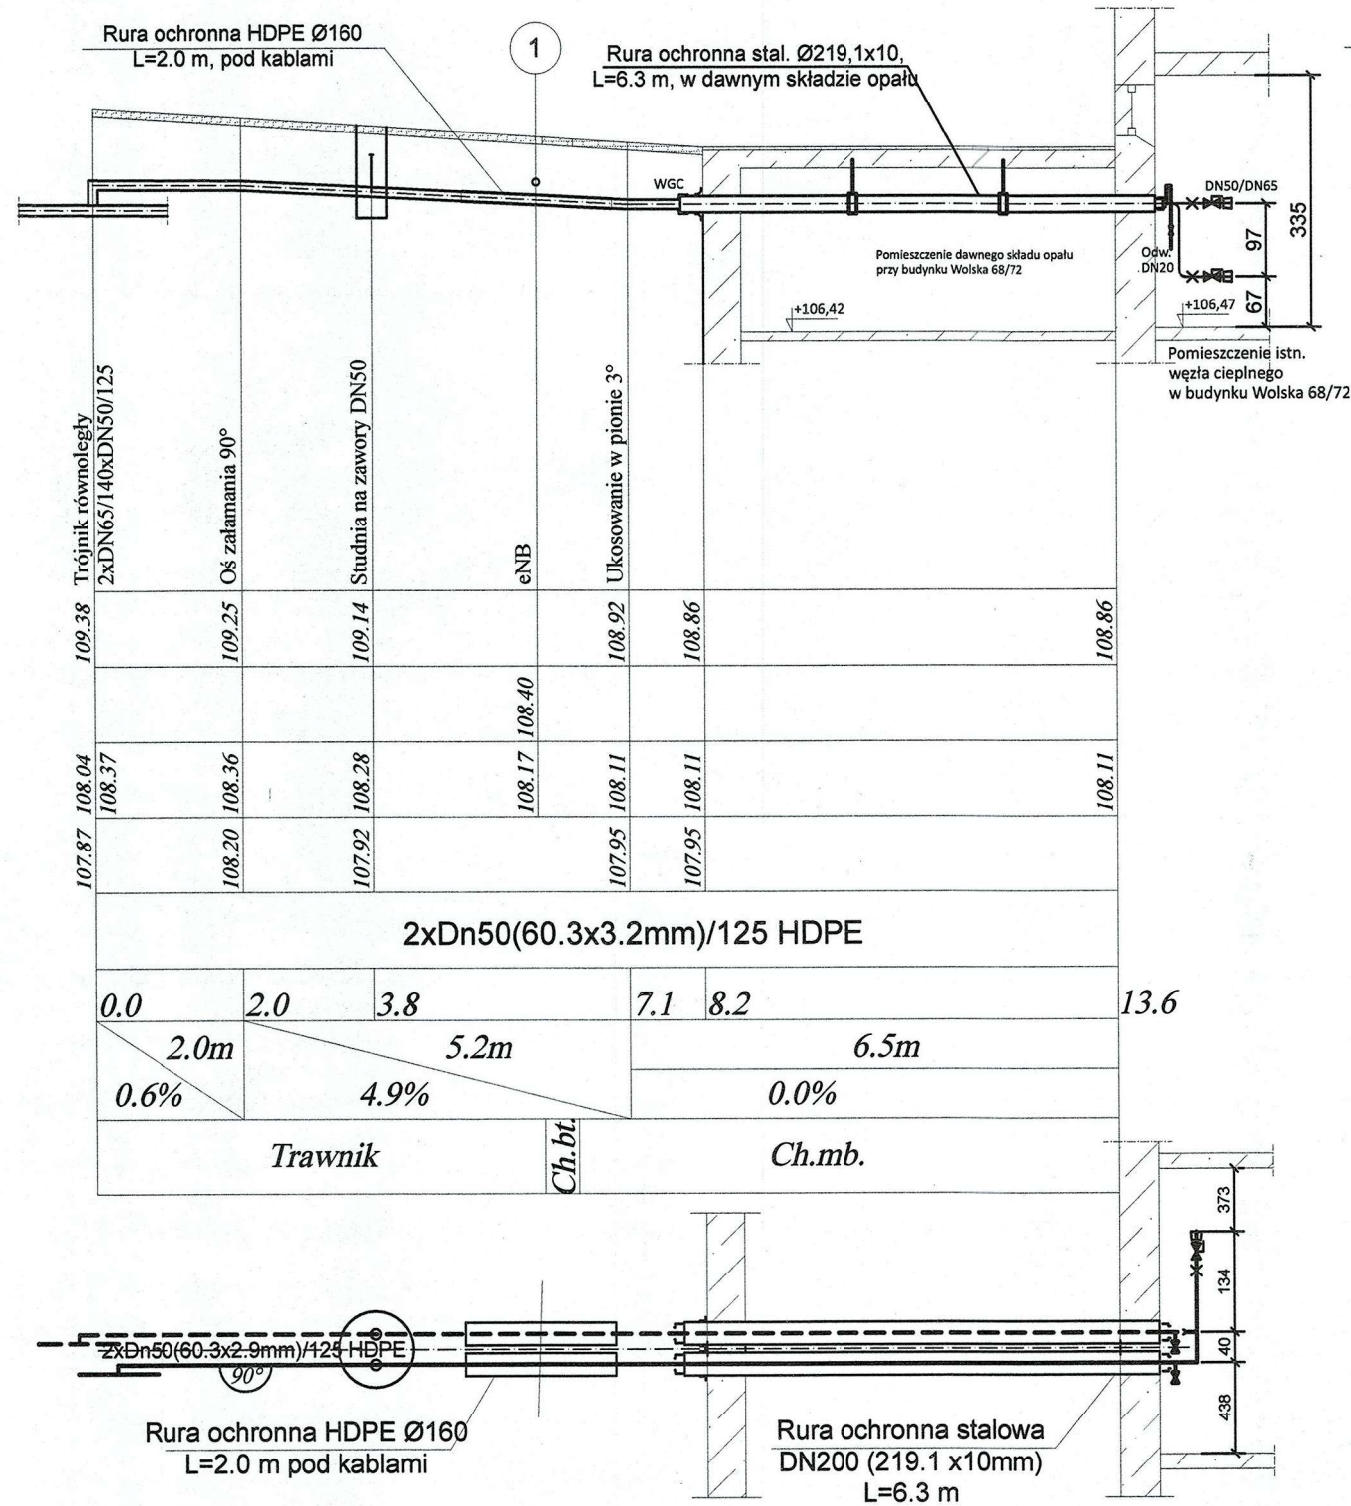 Rura ochronna HDPE Ø160
L=2.0 m, pod kablami
1
Rura ochronna stal. Ø219,1x10,
L=6.3 m, w dawnym składzie opału
WGC
DN50/DN65
335
97
67
Odw.
DN20
Pomieszczenie dawnego składu opału
przy budynku Wolska 68/72
+106,42
+106,47
Pomieszczenie istn.
węzła cieplnego
w budynku Wolska 68/72
Trójnik równoległy
2xDN65/140xDN50/125
Oś załamania 90°
Studnia na zawory DN50
eNB
Ukosowanie w pionie 3°
109.38 109.25 109.14 108.92 108.86 108.86
108.40
108.04 108.37 108.36 108.28 108.17 108.11 108.11 108.11
107.87 108.20 107.92 107.95 107.95
2xDn50(60.3x3.2mm)/125 HDPE
0.0 2.0 3.8 7.1 8.2 13.6
2.0m 5.2m 6.5m
0.6% 4.9% 0.0%
Trawnik Ch.bt. Ch.mb.
373
134
40
438
2xDn50(60.3x2.9mm)/125 HDPE
90°
Rura ochronna HDPE Ø160
L=2.0 m pod kablami
Rura ochronna stalowa
DN200 (219.1 x10mm)
L=6.3 m